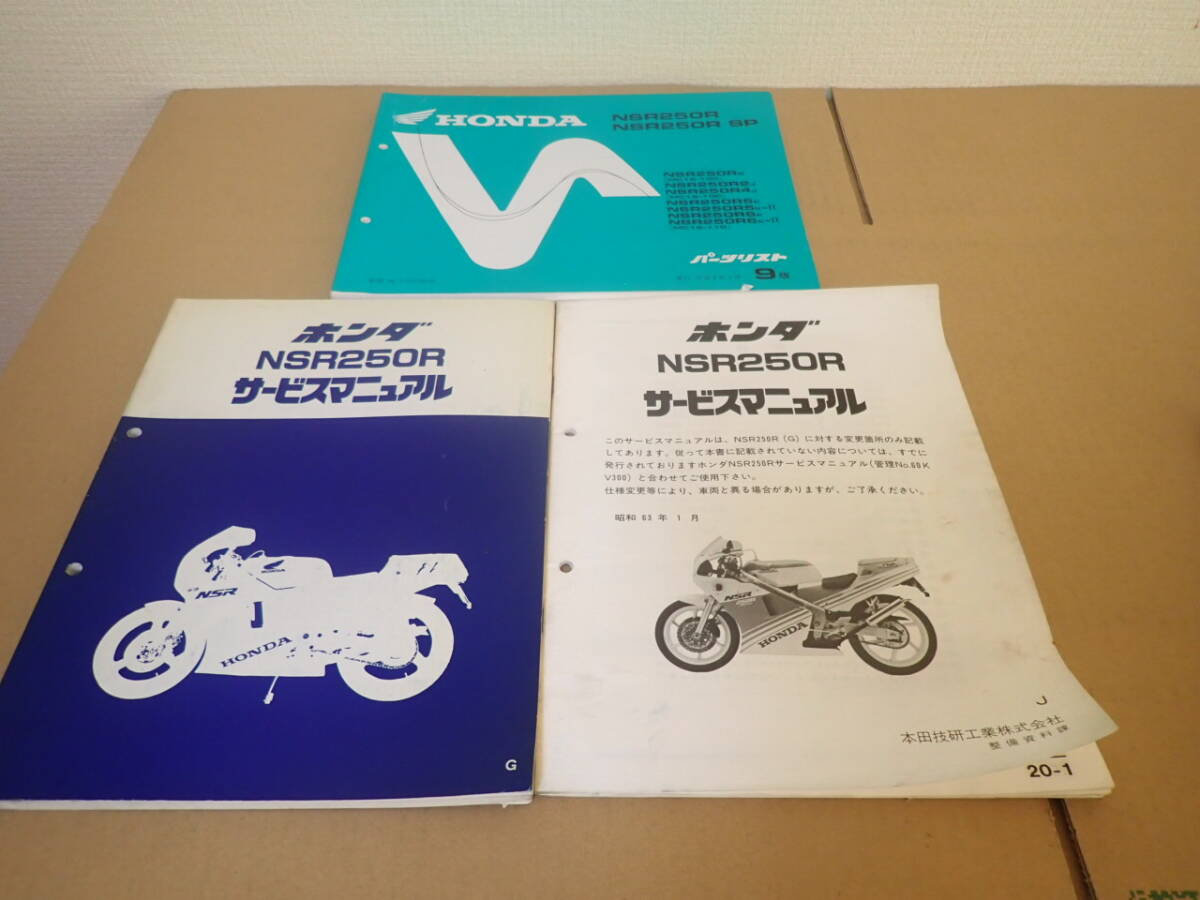 HONDA
NSR250R
NSR250R SP
NSR250R2J
NSR250R4J
NSR250R5K
NSR250R5K-II
NSR250R6K
NSR250R6K-II
パーツリスト
9版
ホンダ
NSR250R
サービスマニュアル
NSR
HONDA
G
ホンダ
NSR250R
サービスマニュアル
このサービスマニュアルは、NSR250R(G)に対する変更箇所のみ記載
してあります。従って本書に記載されていない内容については、すでに
発行されておりますホンダNSR250Rサービスマニュアル(管理No.60K
V300)と合わせてご使用下さい。
仕様変更等により、車両と異る場合がありますが、ご了承ください。
昭和63年1月
NSR
HONDA
J
本田技研工業株式会社
整備資料課
20-1